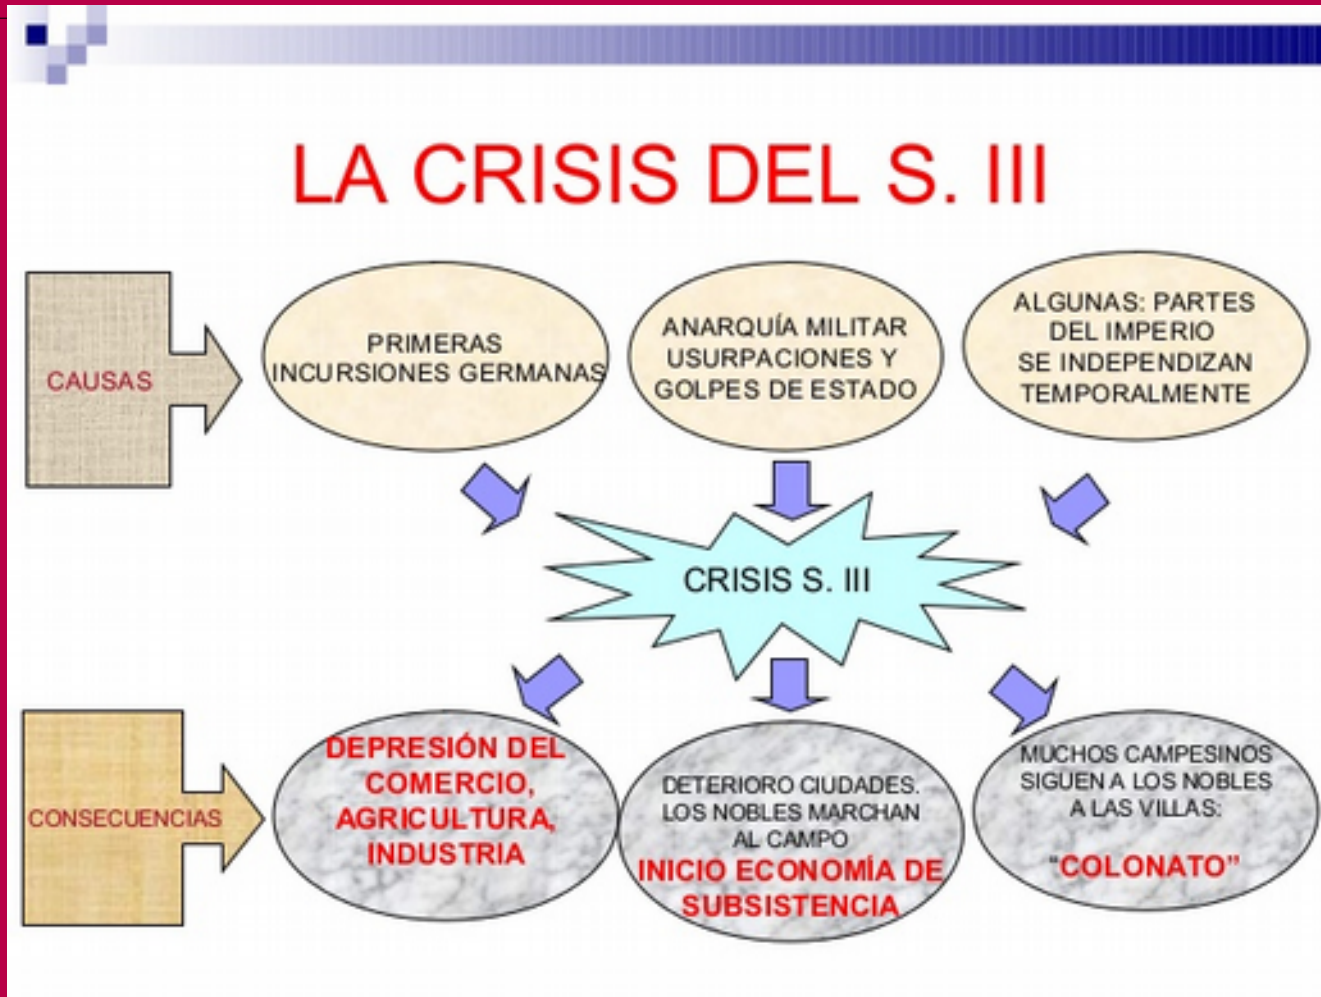 LA CRISIS DEL S. III
CAUSAS
PRIMERAS
INCURSIONES GERMANAS
ANARQUÍA MILITAR
USURPACIONES Y
GOLPES DE ESTADO
ALGUNAS: PARTES
DEL IMPERIO
SE INDEPENDIZAN
TEMPORALMENTE
CRISIS S. III
CONSECUENCIAS
DEPRESIÓN DEL
COMERCIO,
AGRICULTURA,
INDUSTRIA
DETERIORO CIUDADES.
LOS NOBLES MARCHAN
AL CAMPO
INICIO ECONOMÍA DE
SUBSISTENCIA
MUCHOS CAMPESINOS
SIGUEN A LOS NOBLES
A LAS VILLAS:
“COLONATO”